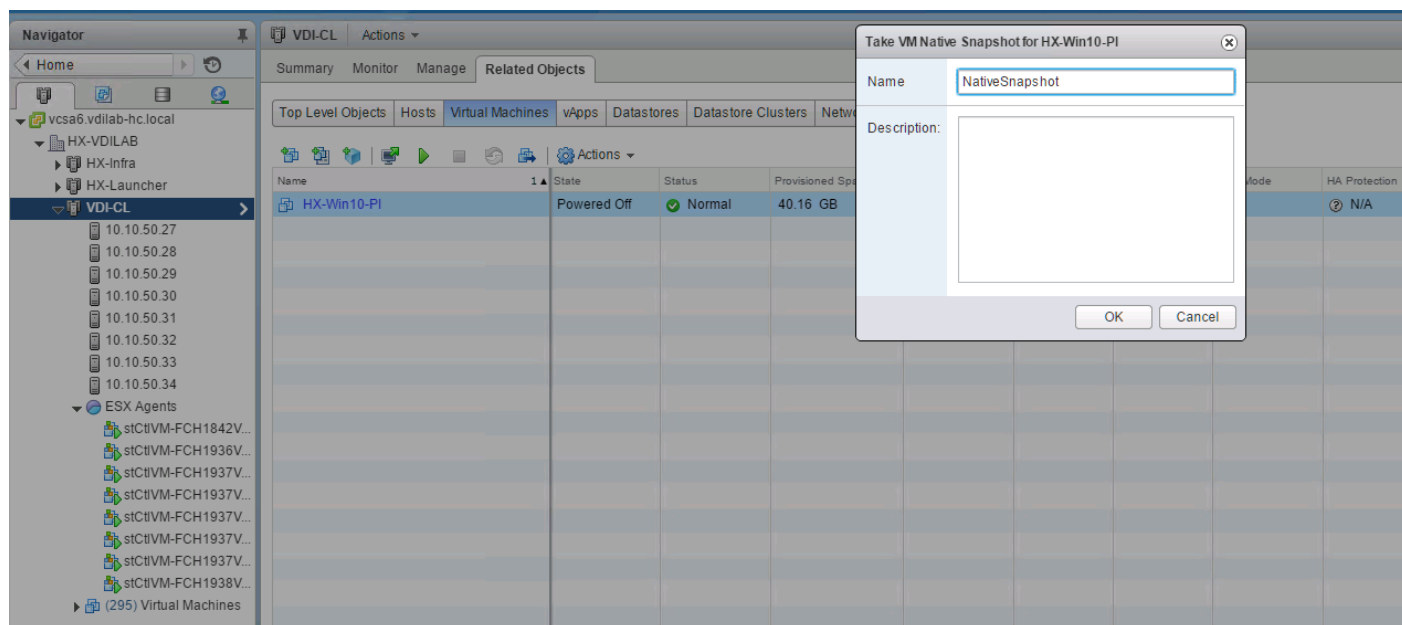 Navigator
Home
vcsa6.vdilab-hc.local
HX-VDILAB
HX-Infra
HX-Launcher
VDI-CL
10.10.50.27
10.10.50.28
10.10.50.29
10.10.50.30
10.10.50.31
10.10.50.32
10.10.50.33
10.10.50.34
ESX Agents
stCtlVM-FCH1842V...
stCtlVM-FCH1936V...
stCtlVM-FCH1937V...
stCtlVM-FCH1937V...
stCtlVM-FCH1937V...
stCtlVM-FCH1937V...
stCtlVM-FCH1937V...
stCtlVM-FCH1938V...
(295) Virtual Machines
VDI-CL Actions
Summary Monitor Manage Related Objects
Top Level Objects Hosts Virtual Machines vApps Datastores Datastore Clusters Netwo
Actions
Name 1 State Status Provisioned Spa Mode HA Protection
HX-Win10-PI Powered Off Normal 40.16 GB N/A
Take VM Native Snapshot for HX-Win10-PI
Name NativeSnapshot
Description:
OK Cancel